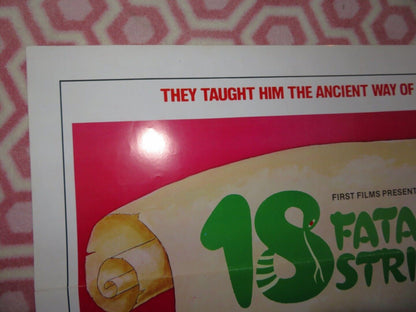 THEY TAUGHT HIM THE ANCIENT WAY OF
FIRST FILMS PRESENT
18 FATA
STRI